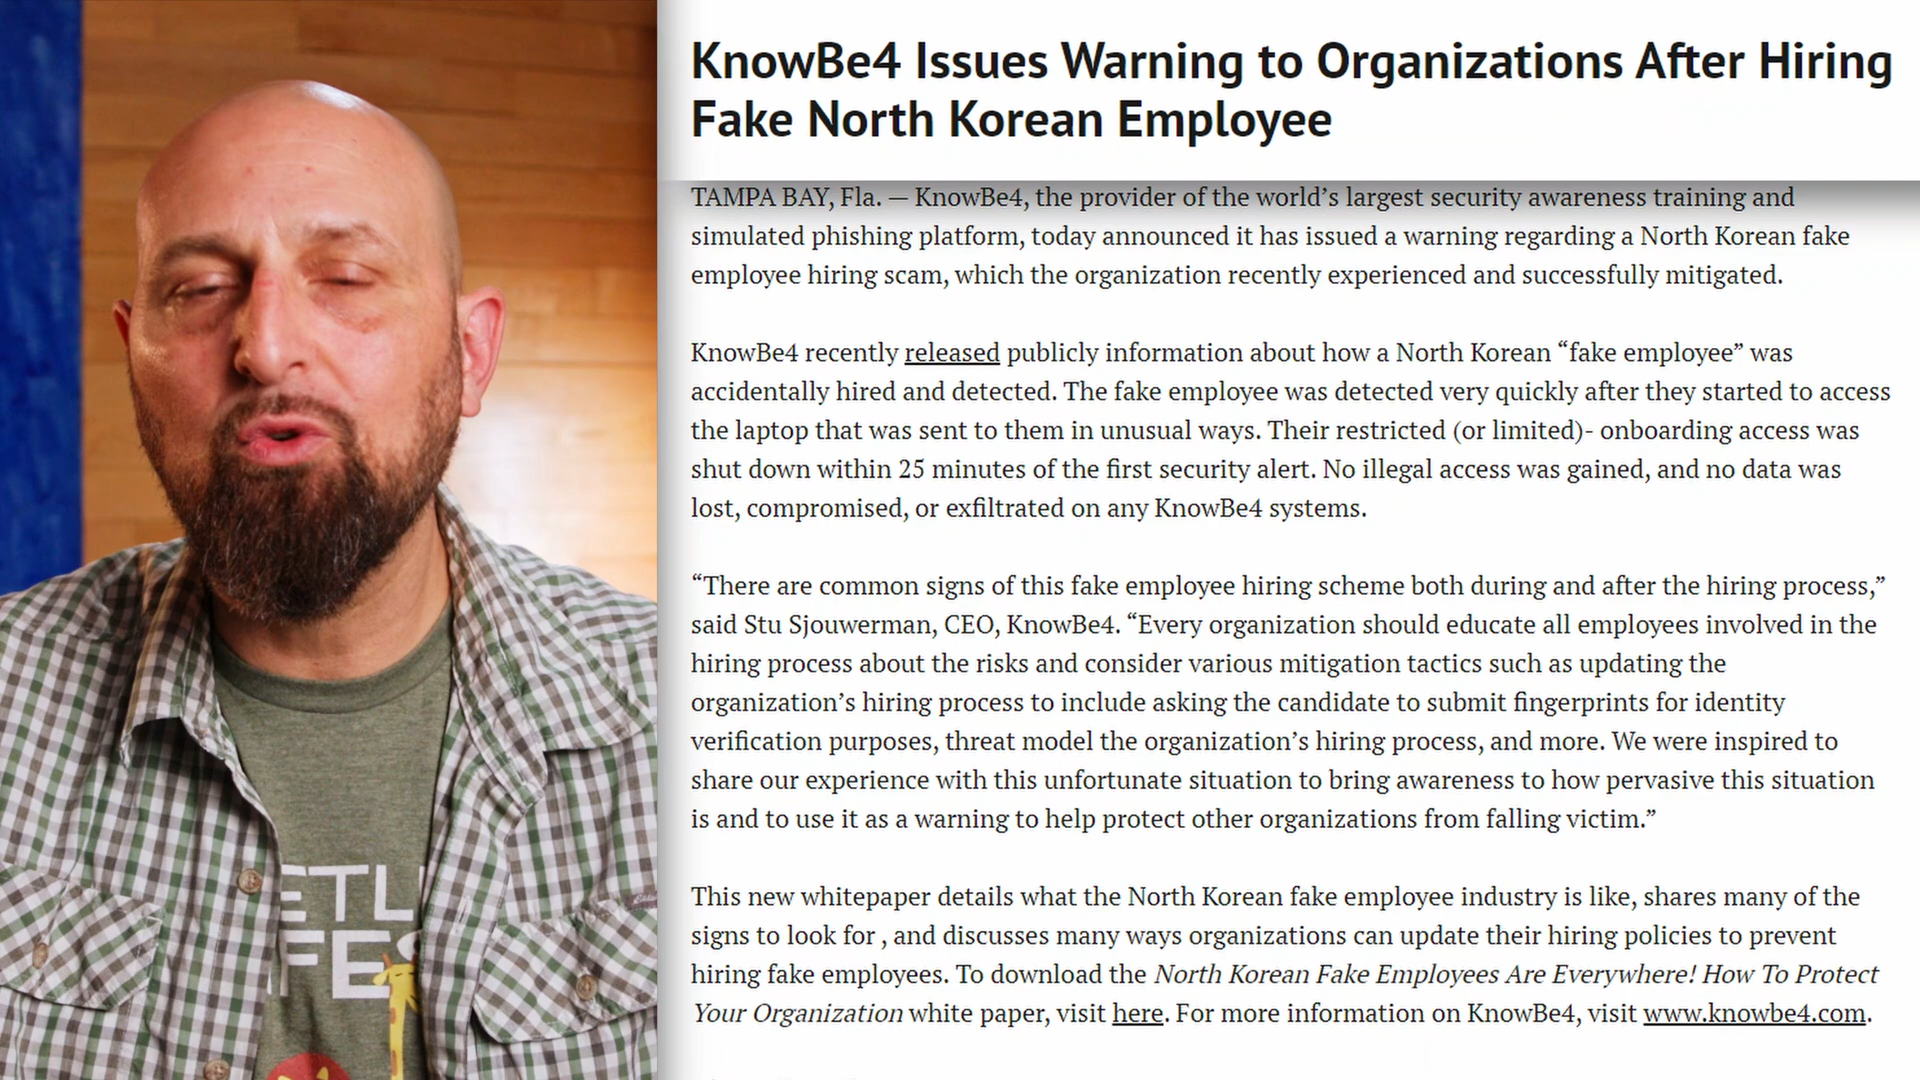 KnowBe4 Issues Warning to Organizations After Hiring
Fake North Korean Employee
TAMPA BAY, Fla. — KnowBe4, the provider of the world’s largest security awareness training and
simulated phishing platform, today announced it has issued a warning regarding a North Korean fake
employee hiring scam, which the organization recently experienced and successfully mitigated.
KnowBe4 recently released publicly information about how a North Korean “fake employee” was
accidentally hired and detected. The fake employee was detected very quickly after they started to access
the laptop that was sent to them in unusual ways. Their restricted (or limited)- onboarding access was
shut down within 25 minutes of the first security alert. No illegal access was gained, and no data was
lost, compromised, or exfiltrated on any KnowBe4 systems.
“There are common signs of this fake employee hiring scheme both during and after the hiring process,”
said Stu Sjouwerman, CEO, KnowBe4. “Every organization should educate all employees involved in the
hiring process about the risks and consider various mitigation tactics such as updating the
organization’s hiring process to include asking the candidate to submit fingerprints for identity
verification purposes, threat model the organization’s hiring process, and more. We were inspired to
share our experience with this unfortunate situation to bring awareness to how pervasive this situation
is and to use it as a warning to help protect other organizations from falling victim.”
This new whitepaper details what the North Korean fake employee industry is like, shares many of the
signs to look for , and discusses many ways organizations can update their hiring policies to prevent
hiring fake employees. To download the North Korean Fake Employees Are Everywhere! How To Protect
Your Organization white paper, visit here. For more information on KnowBe4, visit www.knowbe4.com.